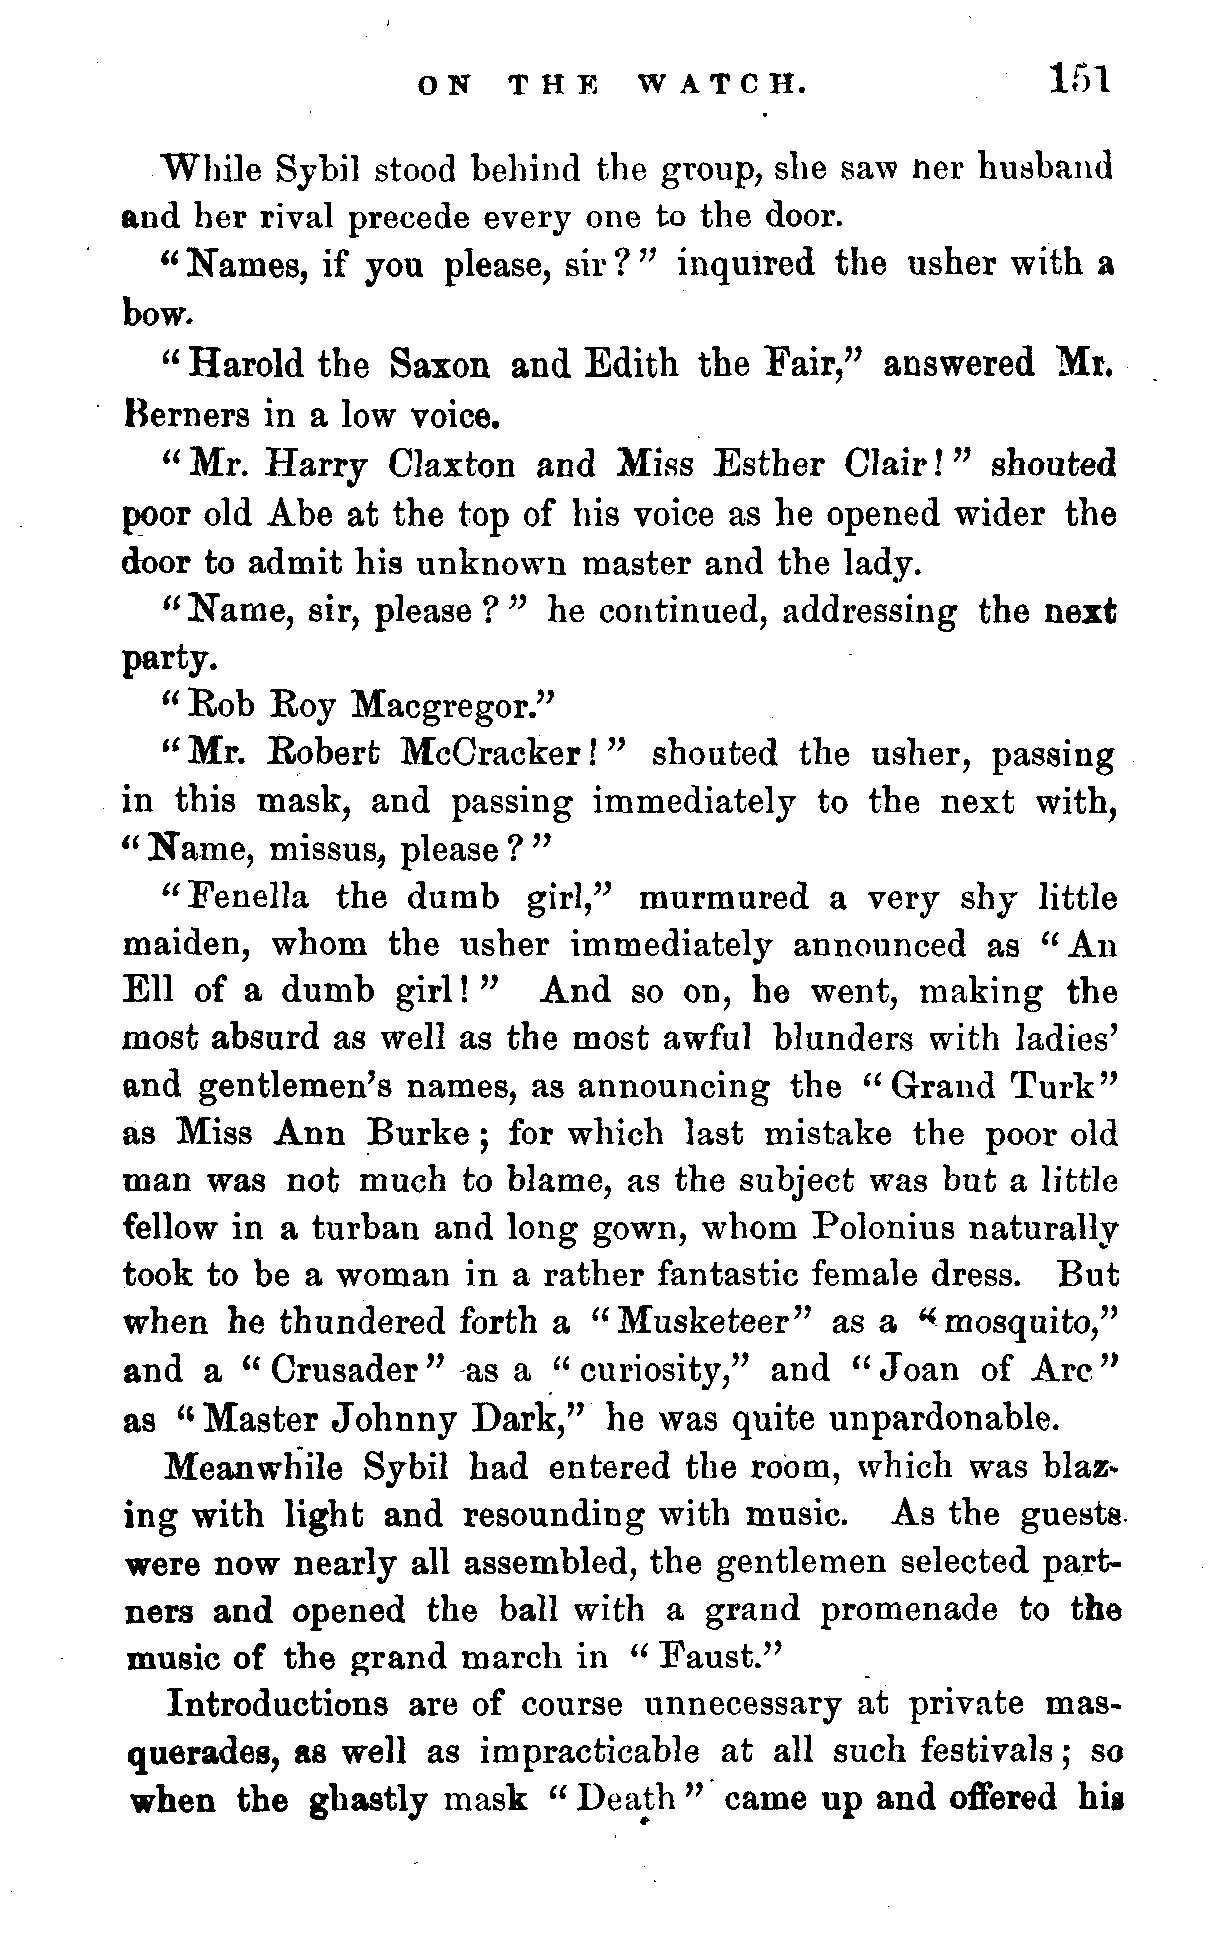 ON THE WATCH. 151
While Sybil stood behind the group, she saw her husband
and her rival precede every one to the door.
"Names, if you please, sir?" inquired the usher with a
bow.
"Harold the Saxon and Edith the Fair," answered Mr.
Berners in a low voice.
"Mr. Harry Claxton and Miss Esther Clair!" shouted
poor old Abe at the top of his voice as he opened wider the
door to admit his unknown master and the lady.
"Name, sir, please?" he continued, addressing the next
party.
"Rob Roy Macgregor."
"Mr. Robert McCracker!" shouted the usher, passing
in this mask, and passing immediately to the next with,
"Name, missus, please?"
"Fenella the dumb girl," murmured a very shy little
maiden, whom the usher immediately announced as "An
Ell of a dumb girl!" And so on, he went, making the
most absurd as well as the most awful blunders with ladies'
and gentlemen's names, as announcing the "Grand Turk"
as Miss Ann Burke; for which last mistake the poor old
man was not much to blame, as the subject was but a little
fellow in a turban and long gown, whom Polonius naturally
took to be a woman in a rather fantastic female dress. But
when he thundered forth a "Musketeer" as a "mosquito,"
and a "Crusader" as a "curiosity," and "Joan of Arc"
as "Master Johnny Dark," he was quite unpardonable.
Meanwhile Sybil had entered the room, which was blaz-
ing with light and resounding with music. As the guests
were now nearly all assembled, the gentlemen selected part-
ners and opened the ball with a grand promenade to the
music of the grand march in "Faust."
Introductions are of course unnecessary at private mas-
querades, as well as impracticable at all such festivals; so
when the ghastly mask "Death" came up and offered his